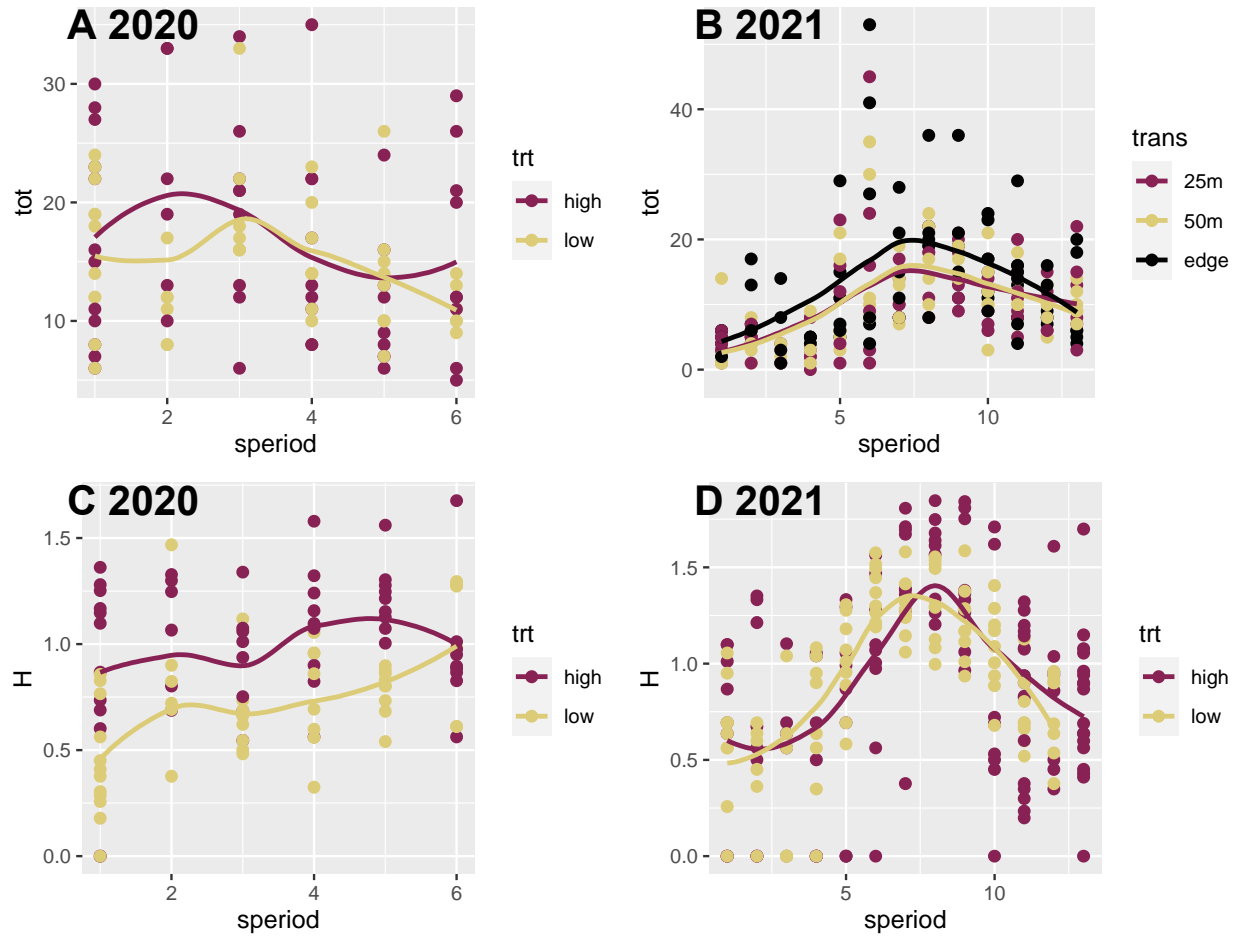 A 2020
30
20
10
tot
2
4
6
speriod
trt
high
low
B 2021
40
20
0
tot
5
10
speriod
trans
25m
50m
edge
C 2020
1.5
1.0
0.5
0.0
H
2
4
6
speriod
trt
high
low
D 2021
1.5
1.0
0.5
0.0
H
5
10
speriod
trt
high
low